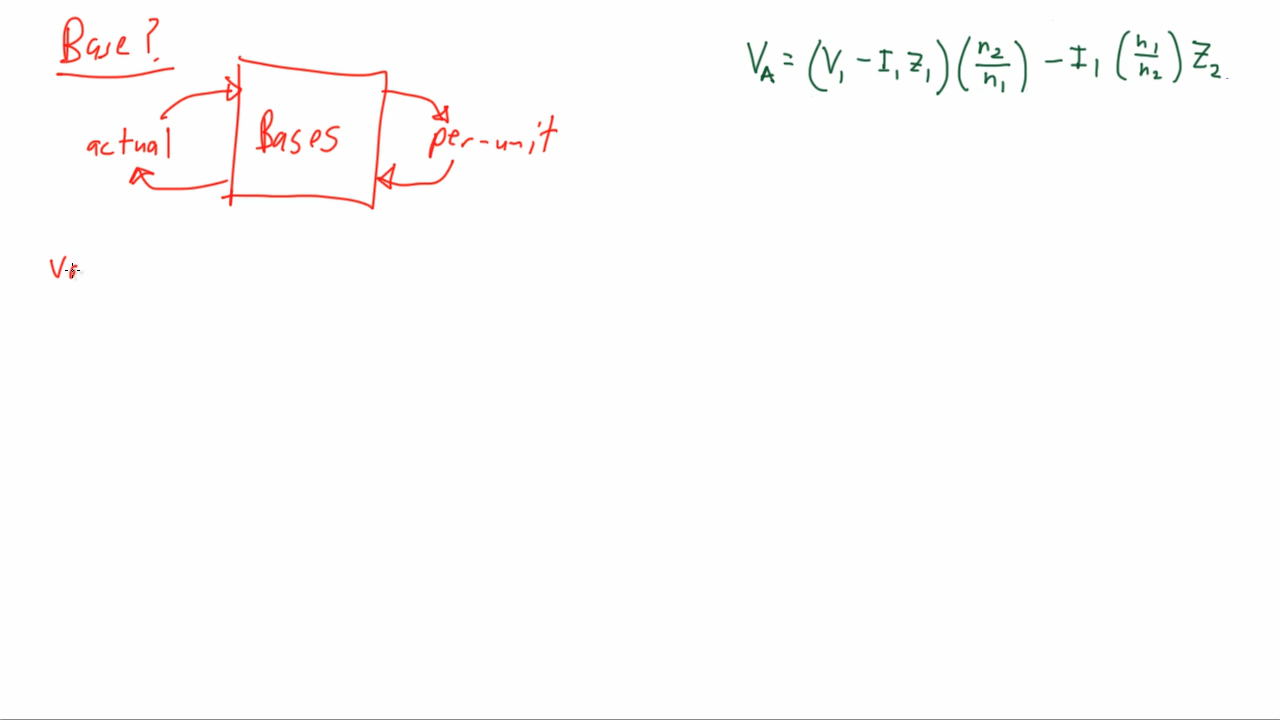 Base?
actual Bases per-unit
V_A = (V_1 - I_1 Z_1) (n_2/n_1) - I_1 (n_1/n_2) Z_2